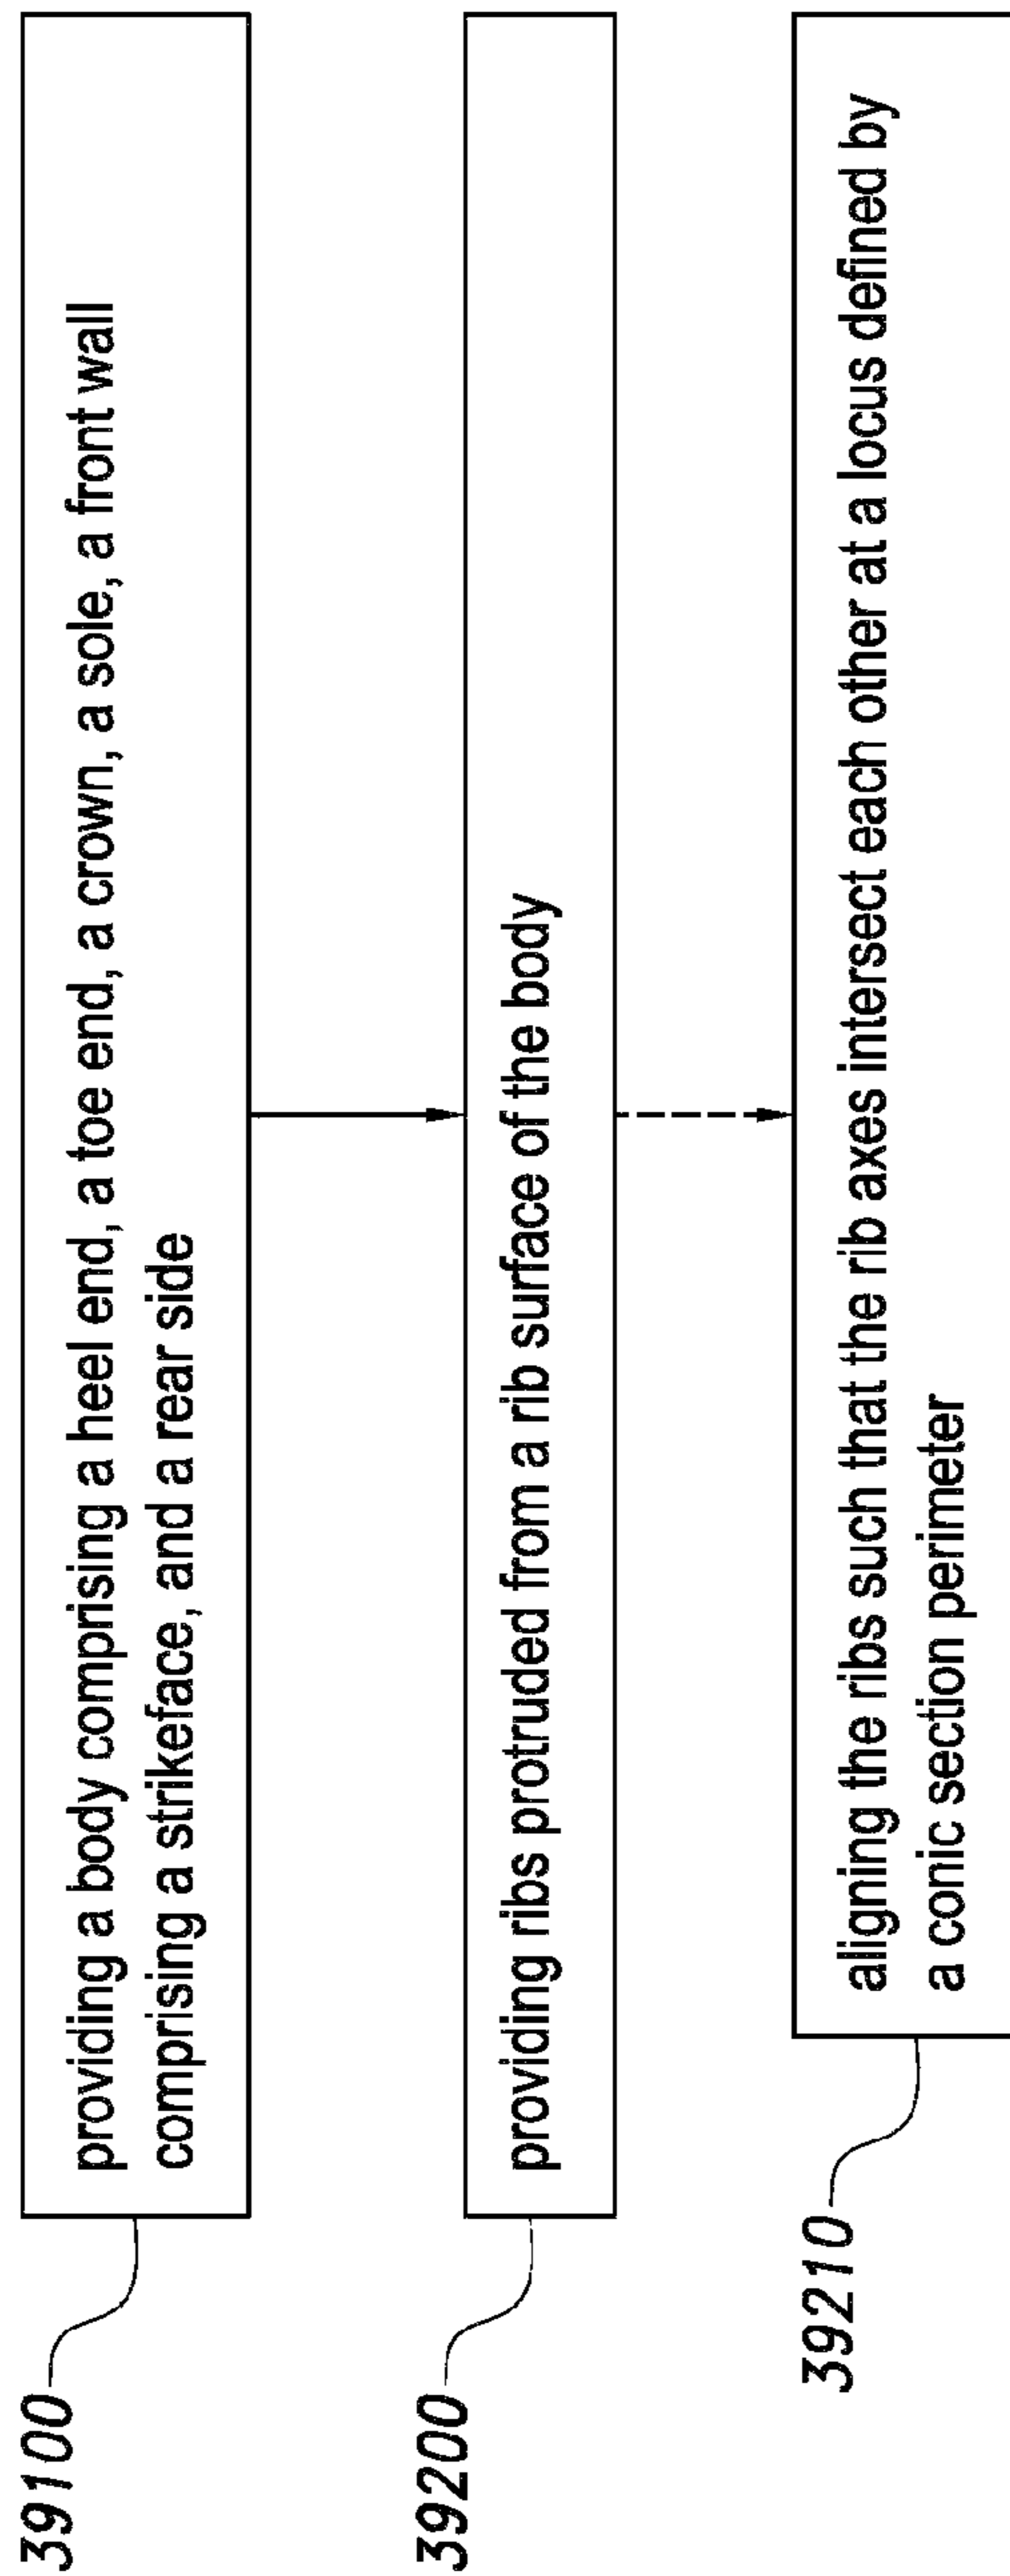 39100
providing a body comprising a heel end, a toe end, a crown, a sole, a front wall
comprising a strikeface, and a rear side
39200
providing ribs protruded from a rib surface of the body
39210
aligning the ribs such that the rib axes intersect each other at a locus defined by
a conic section perimeter